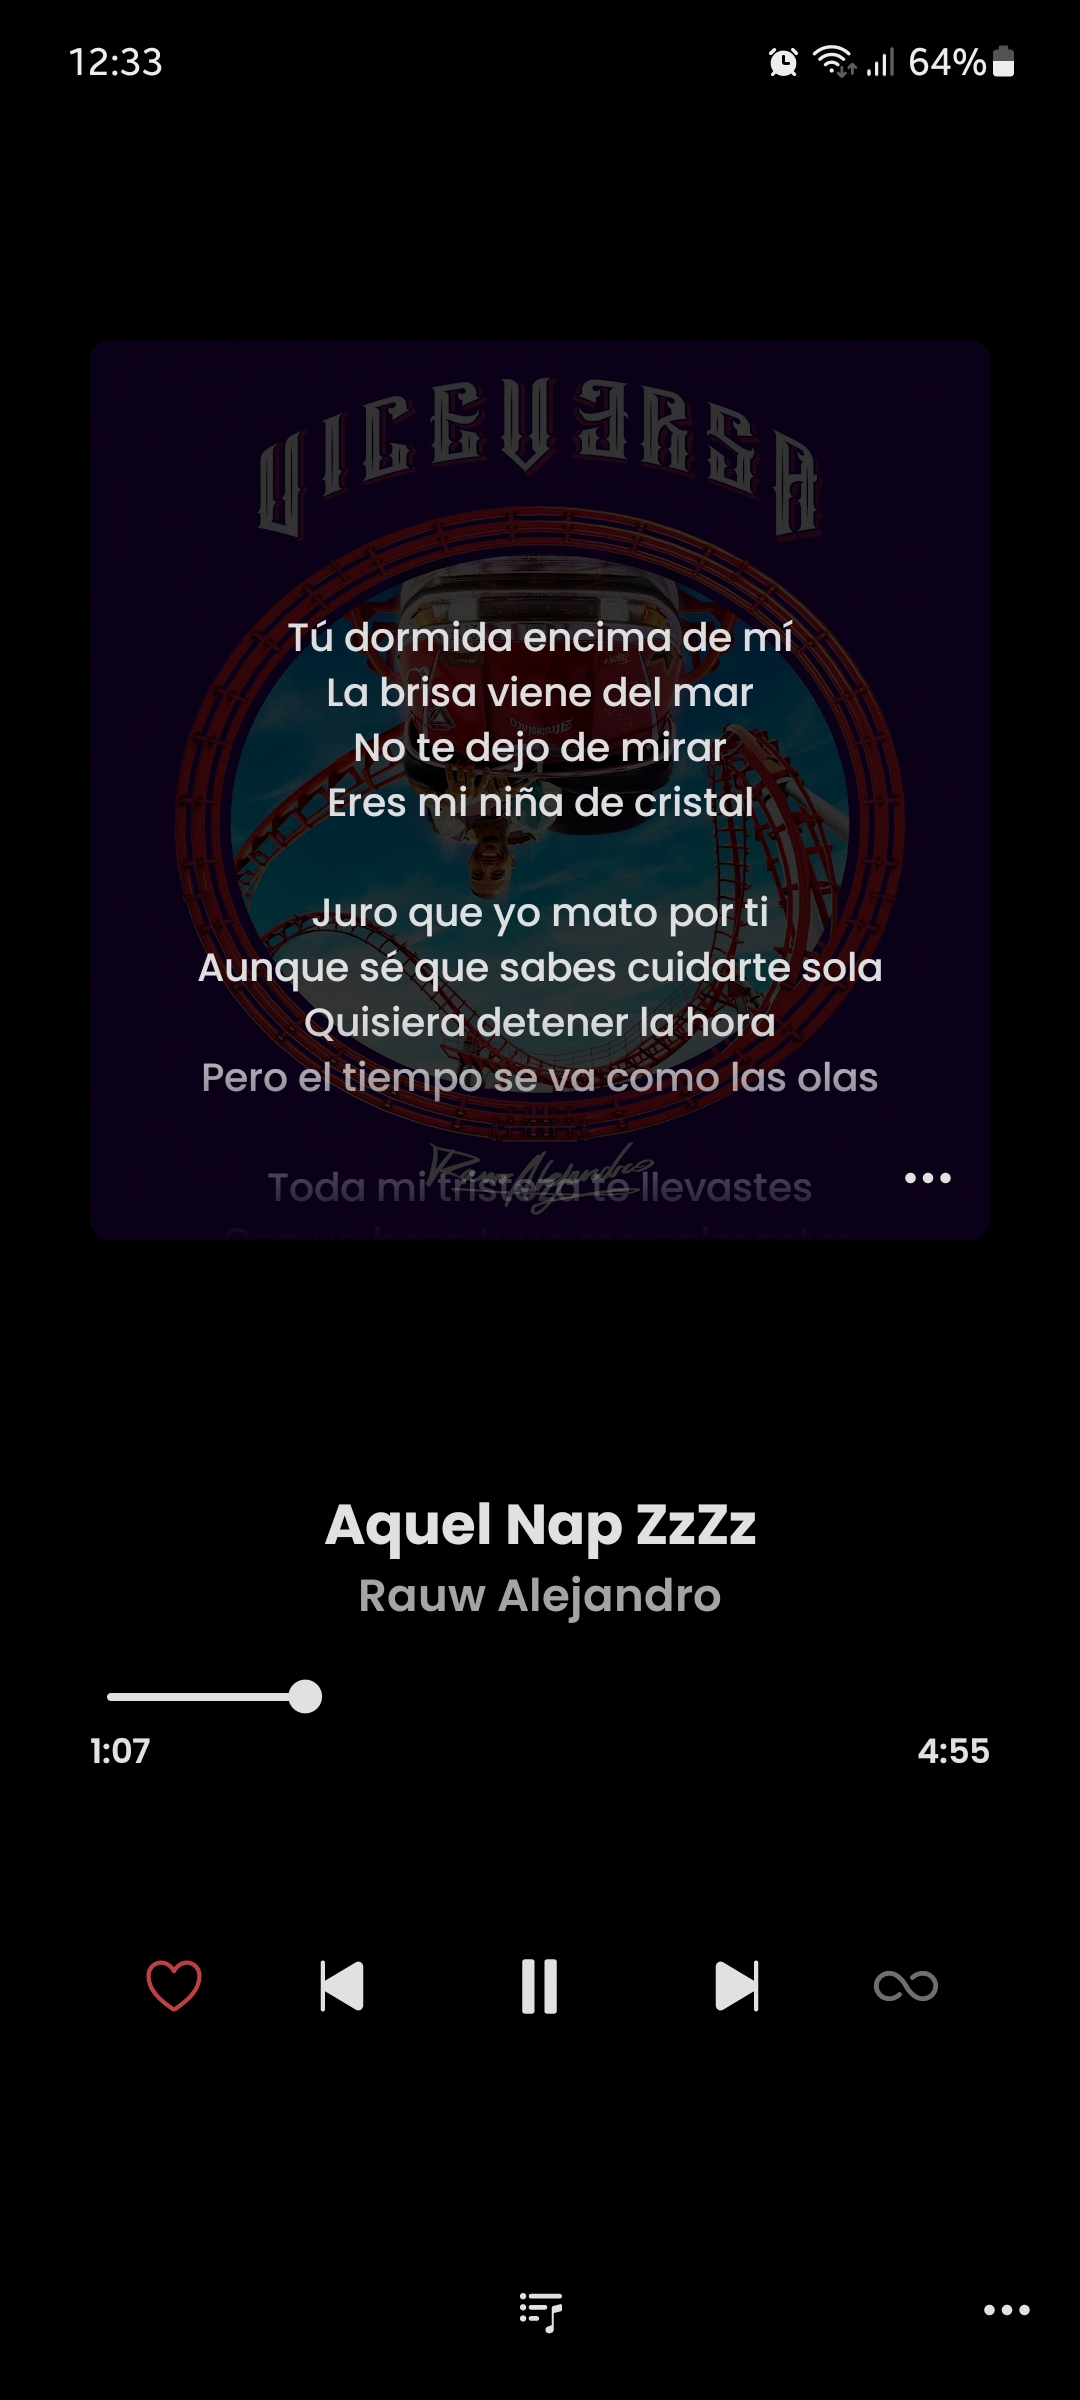 12:33
64%
VICEVERSA
Tú dormida encima de mí
La brisa viene del mar
No te dejo de mirar
Eres mi niña de cristal
Juro que yo mato por ti
Aunque sé que sabes cuidarte sola
Quisiera detener la hora
Pero el tiempo se va como las olas
Rauw Alejandro
Toda mi tristeza te llevastes
Aquel Nap ZzZz
Rauw Alejandro
1:07
4:55